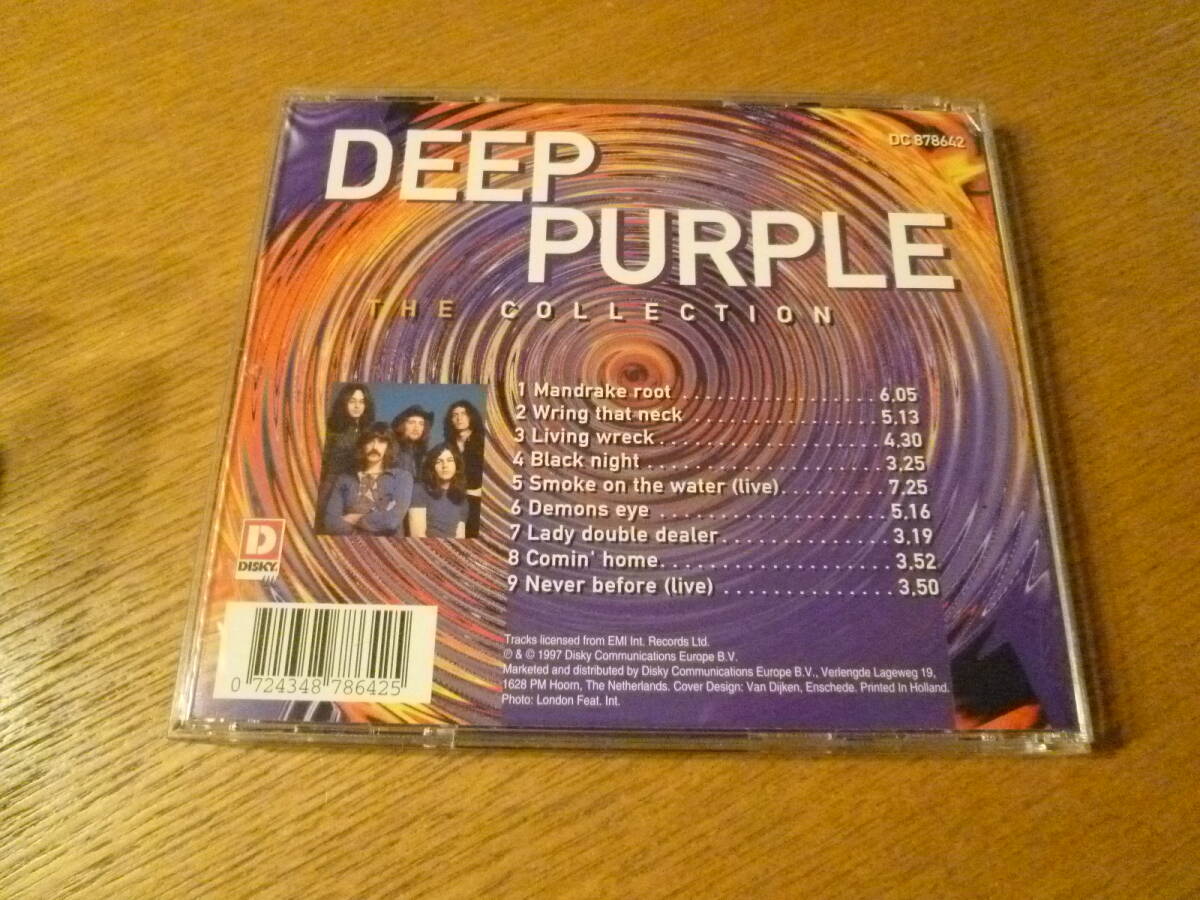 DEEP
DC 878642
PURPLE
THE COLLECTION
1 Mandrake root ................. 6.05
2 Wring that neck ................ 5.13
3 Living wreck .................... 4.30
4 Black night ..................... 3.25
5 Smoke on the water (live).......... 7.25
6 Demons eye ..................... 5.16
7 Lady double dealer .............. 3.19
8 Comin' home.................... 3.52
9 Never before (live) .............. 3.50
D
DISKY
Tracks licensed from EMI Int. Records Ltd.
℗ & © 1997 Disky Communications Europe B.V.
Marketed and distributed by Disky Communications Europe B.V., Verlengde Lageweg 19,
1628 PM Hoorn, The Netherlands. Cover Design: Van Dijken, Enschede. Printed In Holland.
Photo: London Feat. Int.
0 724348 786425